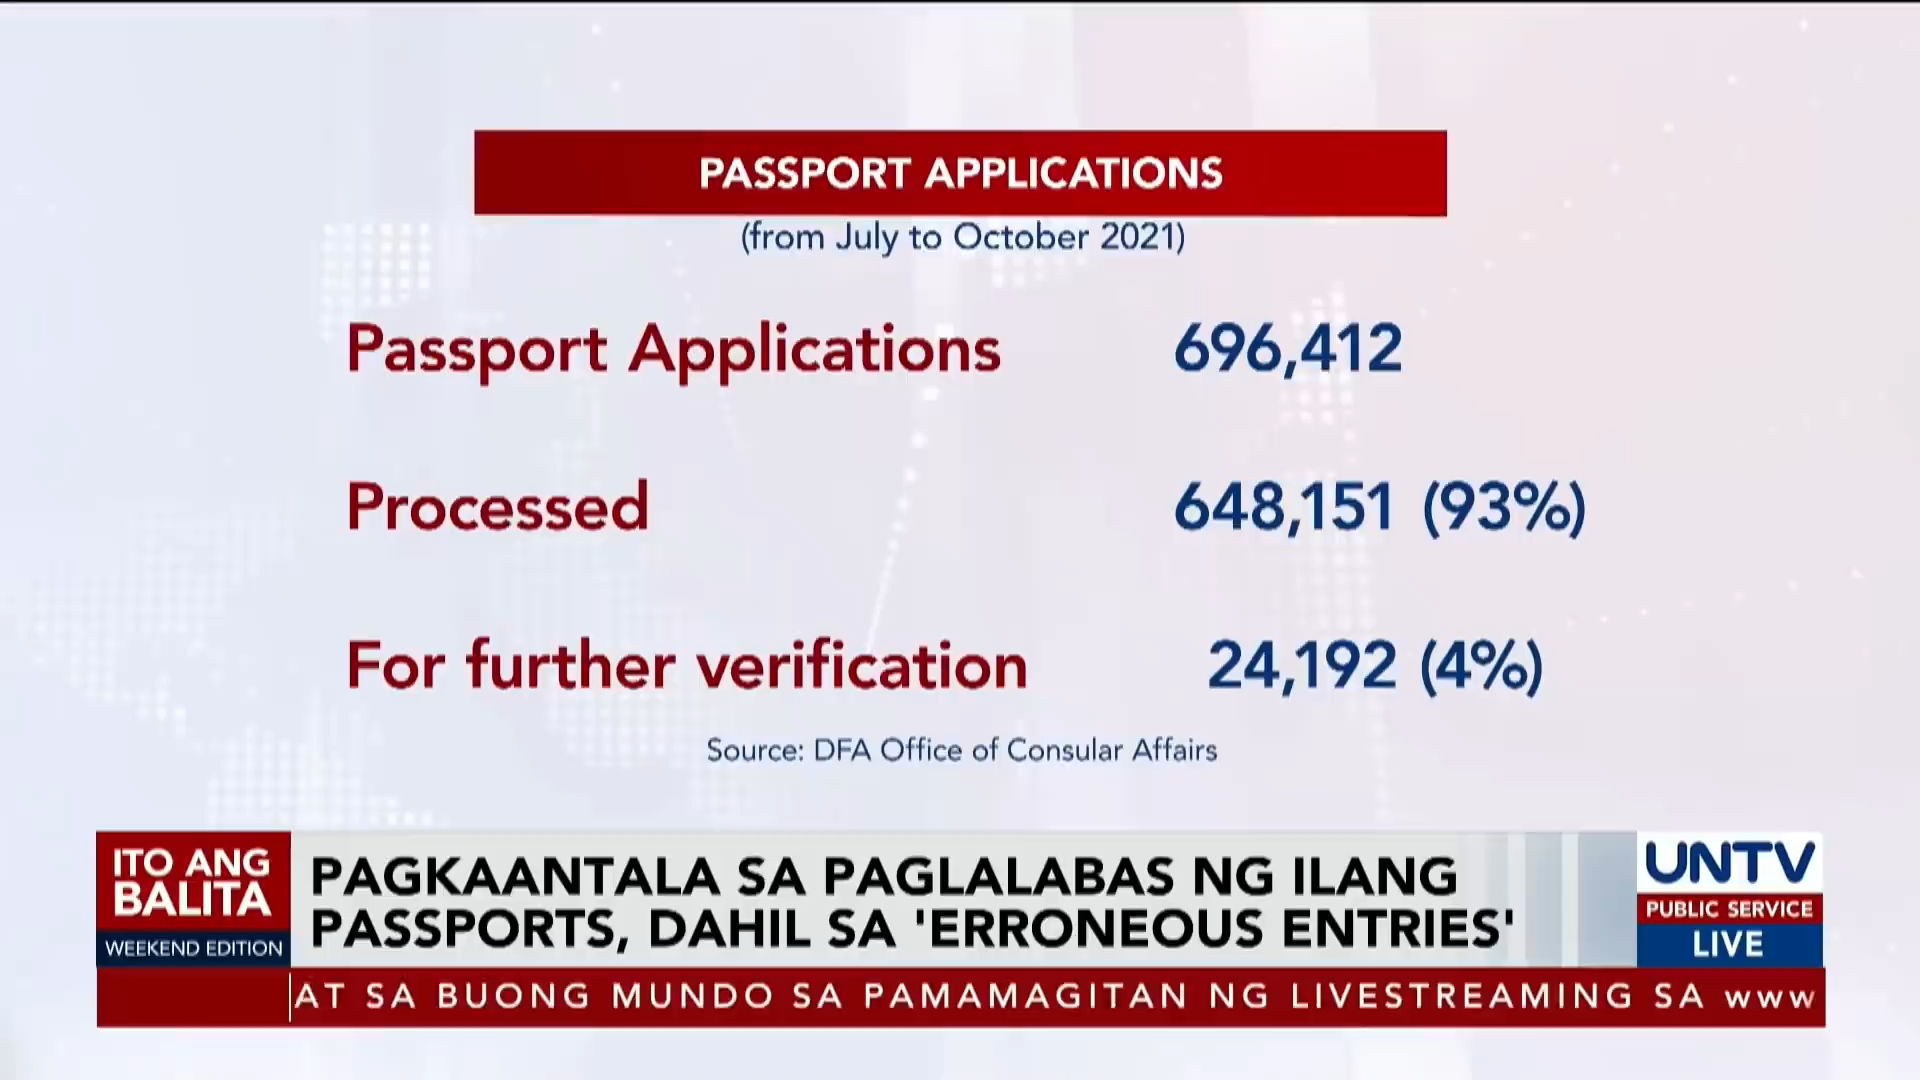 PASSPORT APPLICATIONS
(from July to October 2021)
Passport Applications 696,412
Processed 648,151 (93%)
For further verification 24,192 (4%)
Source: DFA Office of Consular Affairs
ITO ANG
BALITA
WEEKEND EDITION
PAGKAANTALA SA PAGLALABAS NG ILANG
PASSPORTS, DAHIL SA 'ERRONEOUS ENTRIES'
UNTV
PUBLIC SERVICE
LIVE
AT SA BUONG MUNDO SA PAMAMAGITAN NG LIVESTREAMING SA www